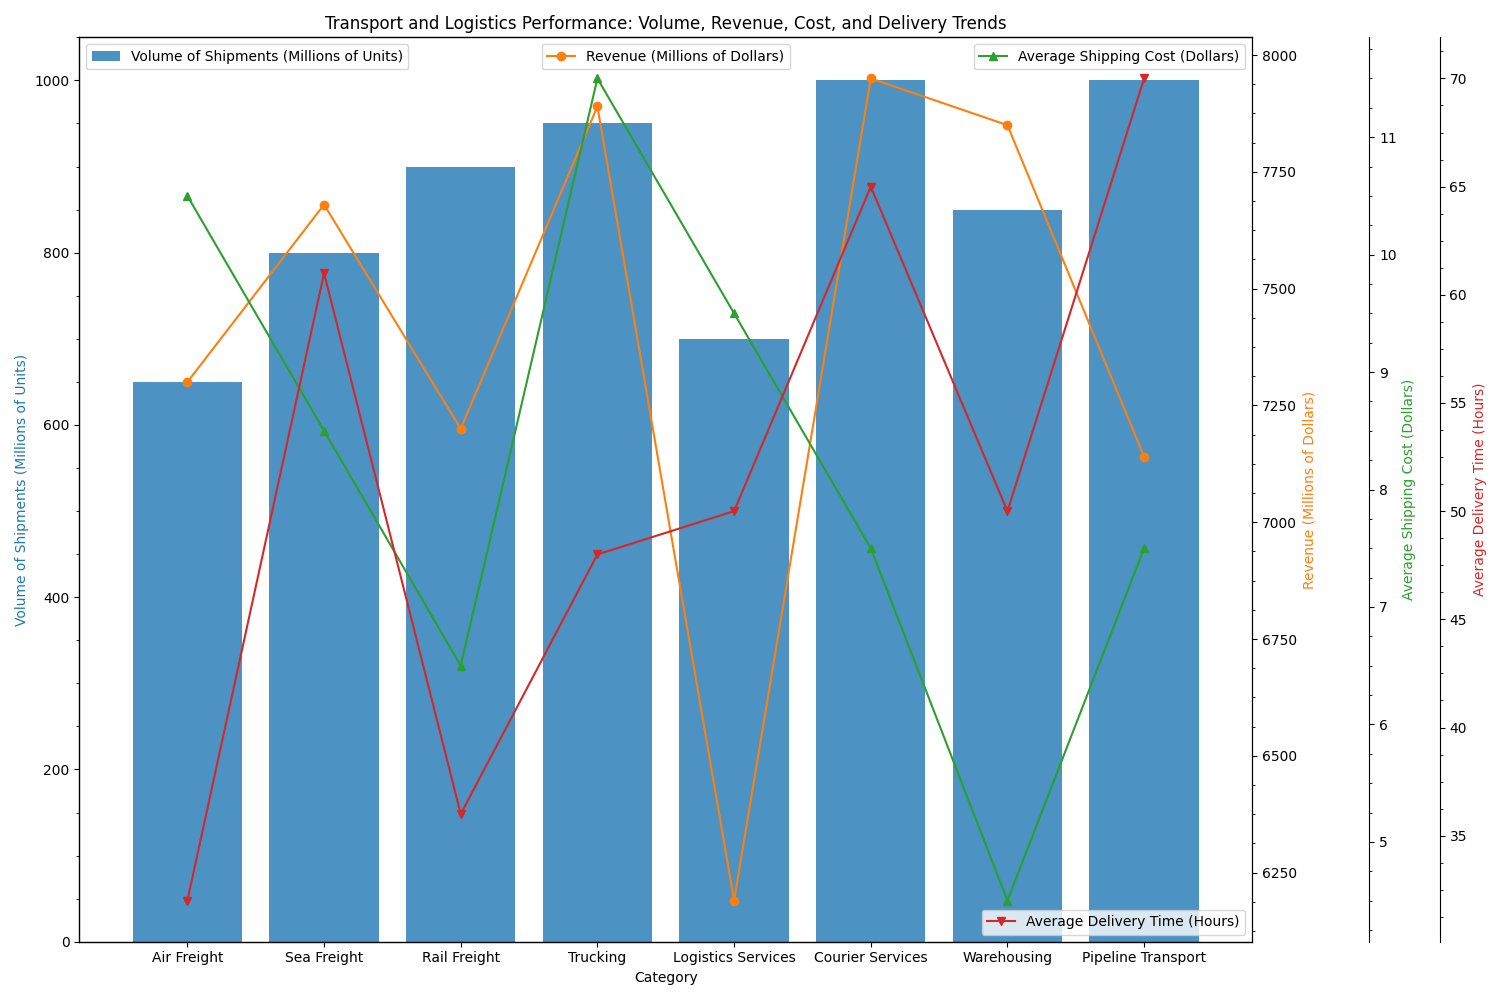 Transport and Logistics Performance: Volume, Revenue, Cost, and Delivery Trends
Volume of Shipments (Millions of Units)
Revenue (Millions of Dollars)
Average Shipping Cost (Dollars)
Average Delivery Time (Hours)
Volume of Shipments (Millions of Units)
1000
800
600
400
200
0
Air Freight
Sea Freight
Rail Freight
Trucking
Logistics Services
Courier Services
Warehousing
Pipeline Transport
Category
8000
7750
7500
7250
7000
6750
6500
6250
Revenue (Millions of Dollars)
11
10
9
8
7
6
5
Average Shipping Cost (Dollars)
70
65
60
55
50
45
40
35
Average Delivery Time (Hours)